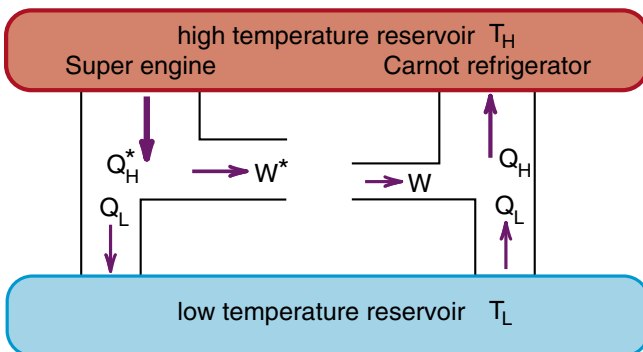 high temperature reservoir T_H
Super engine Carnot refrigerator
Q*_H W* W Q_H
Q_L Q_L
low temperature reservoir T_L